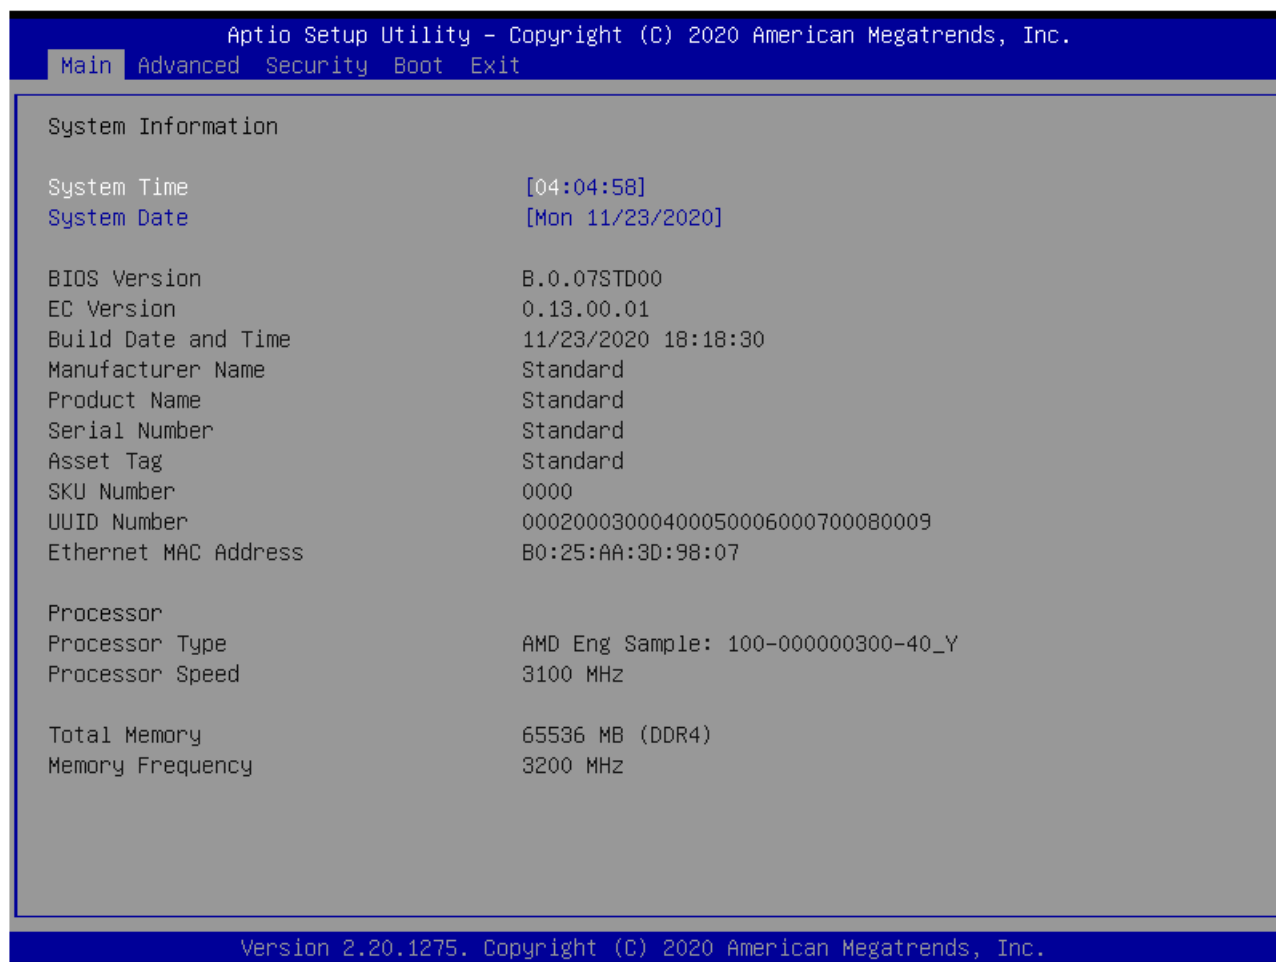 Aptio Setup Utility - Copyright (C) 2020 American Megatrends, Inc.
Main Advanced Security Boot Exit
System Information
System Time [04:04:58]
System Date [Mon 11/23/2020]
BIOS Version B.0.07STD00
EC Version 0.13.00.01
Build Date and Time 11/23/2020 18:18:30
Manufacturer Name Standard
Product Name Standard
Serial Number Standard
Asset Tag Standard
SKU Number 0000
UUID Number 00020003000400050006000700080009
Ethernet MAC Address B0:25:AA:3D:98:07
Processor
Processor Type AMD Eng Sample: 100-000000300-40_Y
Processor Speed 3100 MHz
Total Memory 65536 MB (DDR4)
Memory Frequency 3200 MHz
Version 2.20.1275. Copyright (C) 2020 American Megatrends, Inc.